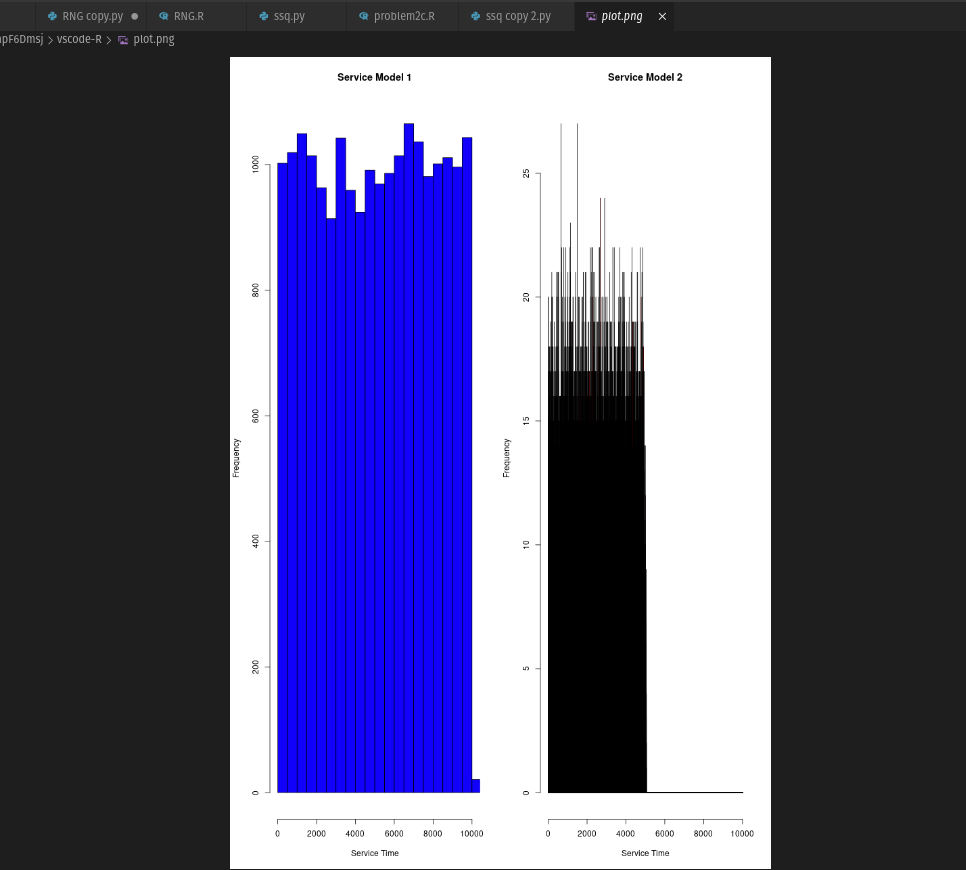 RNG copy.py
RNG.R
ssq.py
problem2c.R
ssq copy 2.py
plot.png
npF6Dmsj > vscode-R > plot.png
Service Model 1
Service Model 2
Frequency
0
200
400
600
800
1000
0 2000 4000 6000 8000 10000
Service Time
Frequency
0
5
10
15
20
25
0 2000 4000 6000 8000 10000
Service Time